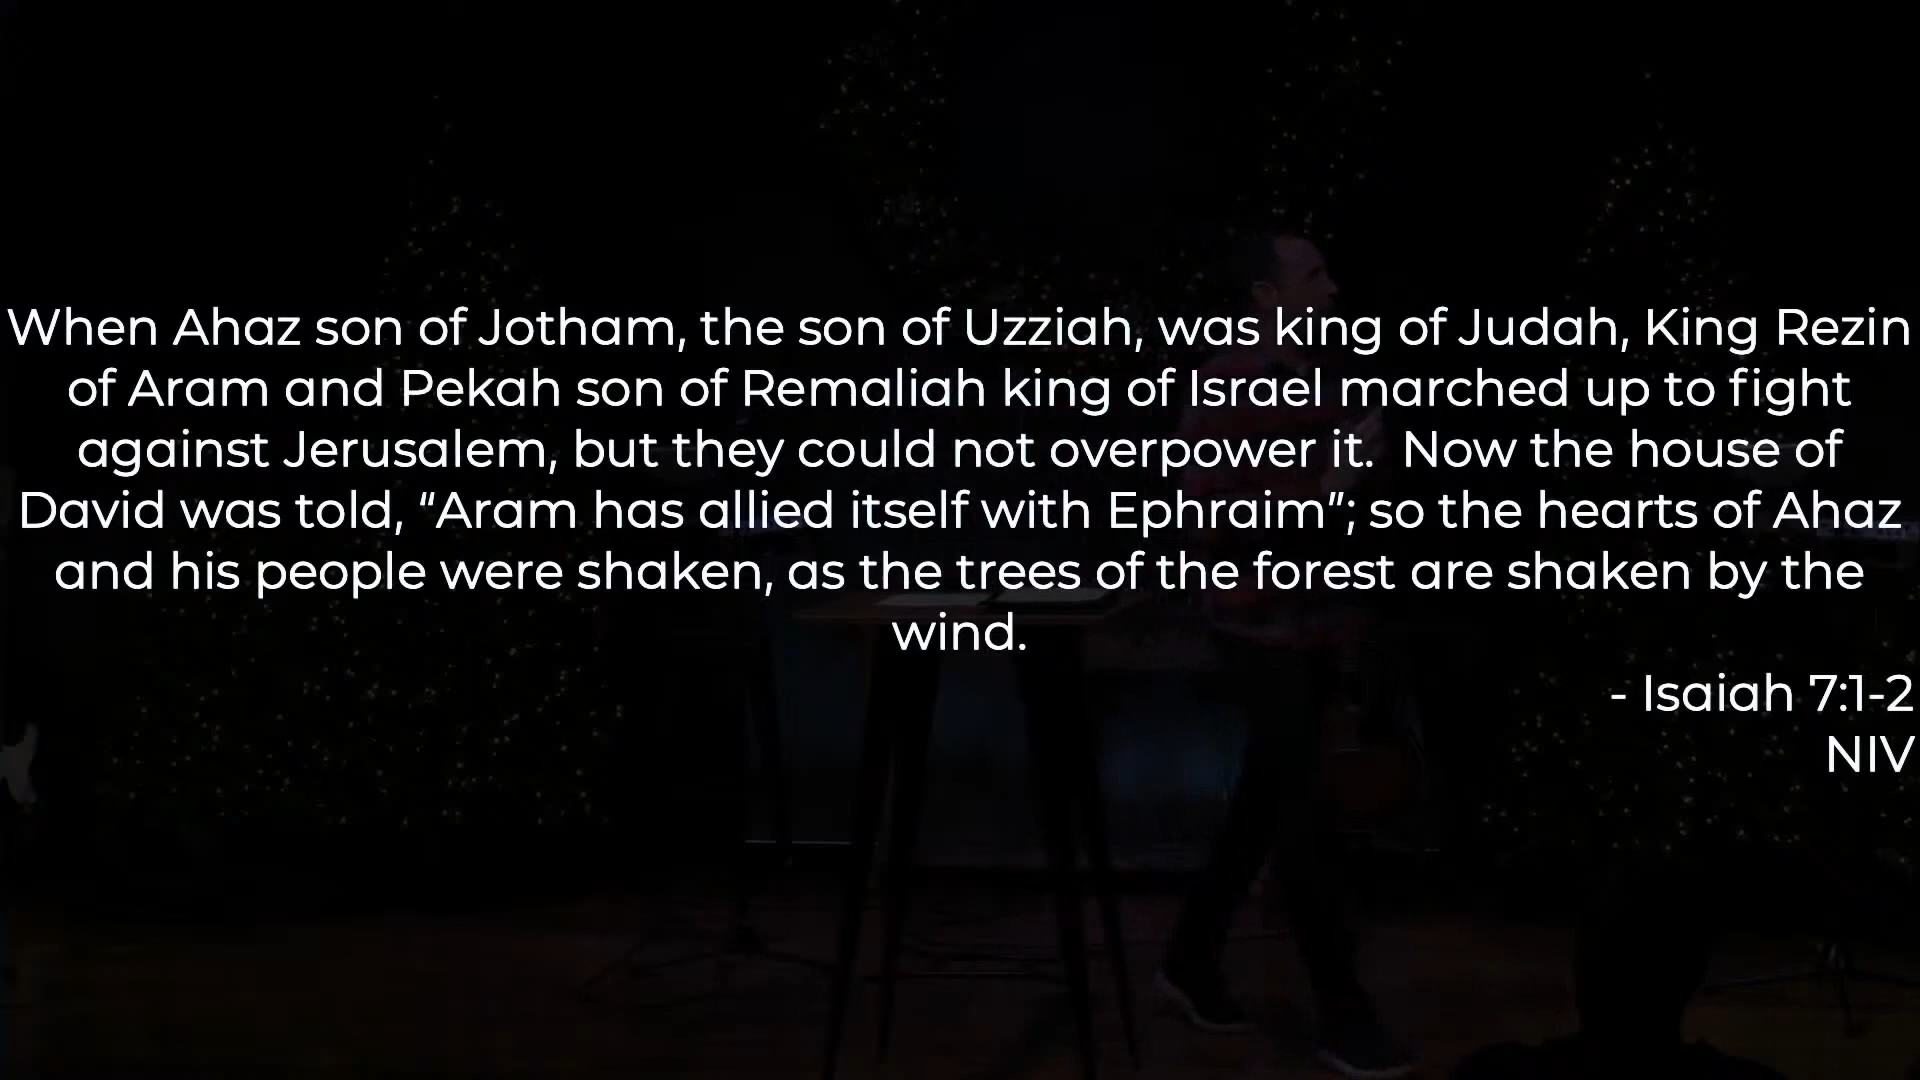 When Ahaz son of Jotham, the son of Uzziah, was king of Judah, King Rezin
of Aram and Pekah son of Remaliah king of Israel marched up to fight
against Jerusalem, but they could not overpower it.  Now the house of
David was told, “Aram has allied itself with Ephraim”; so the hearts of Ahaz
and his people were shaken, as the trees of the forest are shaken by the
wind.
- Isaiah 7:1-2
NIV